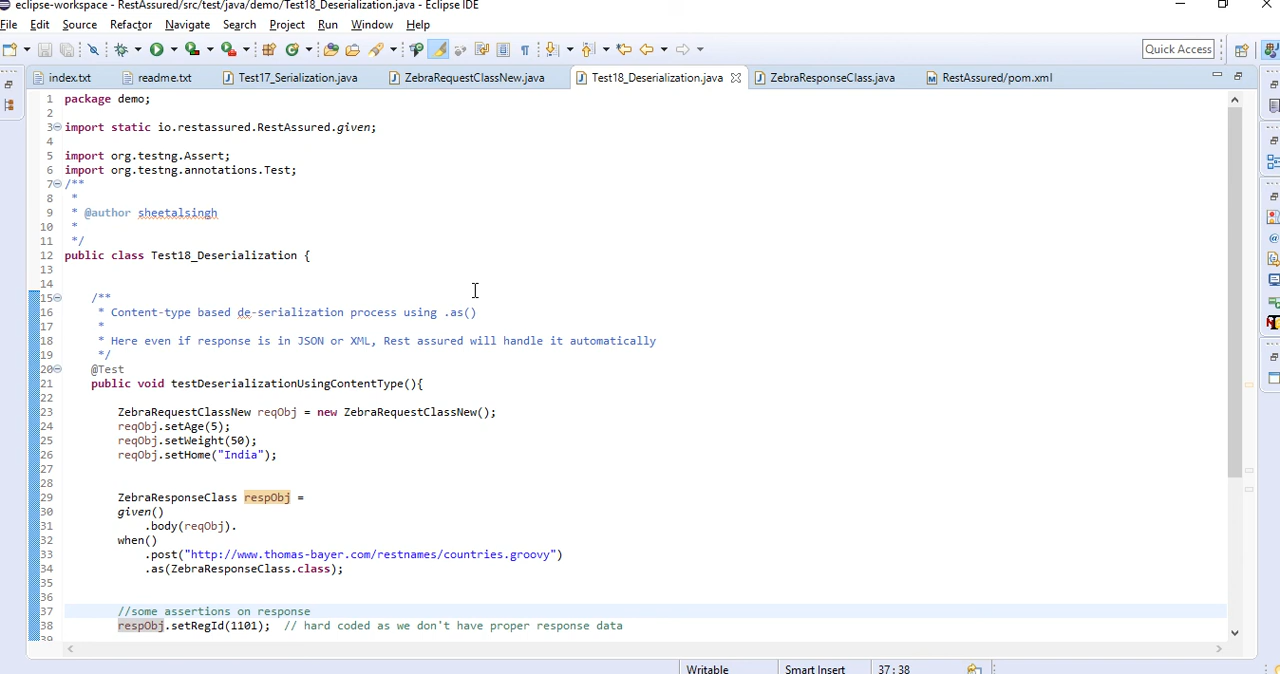 eclipse-workspace - RestAssured/src/test/java/demo/Test18_Deserialization.java - Eclipse IDE
File Edit Source Refactor Navigate Search Project Run Window Help
Quick Access
index.txt readme.txt Test17_Serialization.java ZebraRequestClassNew.java Test18_Deserialization.java ZebraResponseClass.java RestAssured/pom.xml
1 package demo;
2
3 import static io.restassured.RestAssured.given;
4
5 import org.testng.Assert;
6 import org.testng.annotations.Test;
7 /**
8 *
9 * @author sheetalsingh
10 *
11 */
12 public class Test18_Deserialization {
13
14
15 /**
16 * Content-type based de-serialization process using .as()
17 *
18 * Here even if response is in JSON or XML, Rest assured will handle it automatically
19 */
20 @Test
21 public void testDeserializationUsingContentType(){
22
23 ZebraRequestClassNew reqObj = new ZebraRequestClassNew();
24 reqObj.setAge(5);
25 reqObj.setWeight(50);
26 reqObj.setHome("India");
27
28
29 ZebraResponseClass respObj =
30 given()
31 .body(reqObj).
32 when()
33 .post("http://www.thomas-bayer.com/restnames/countries.groovy")
34 .as(ZebraResponseClass.class);
35
36
37 //some assertions on response
38 respObj.setRegId(1101); // hard coded as we don't have proper response data
39
Writable Smart Insert 37 : 38